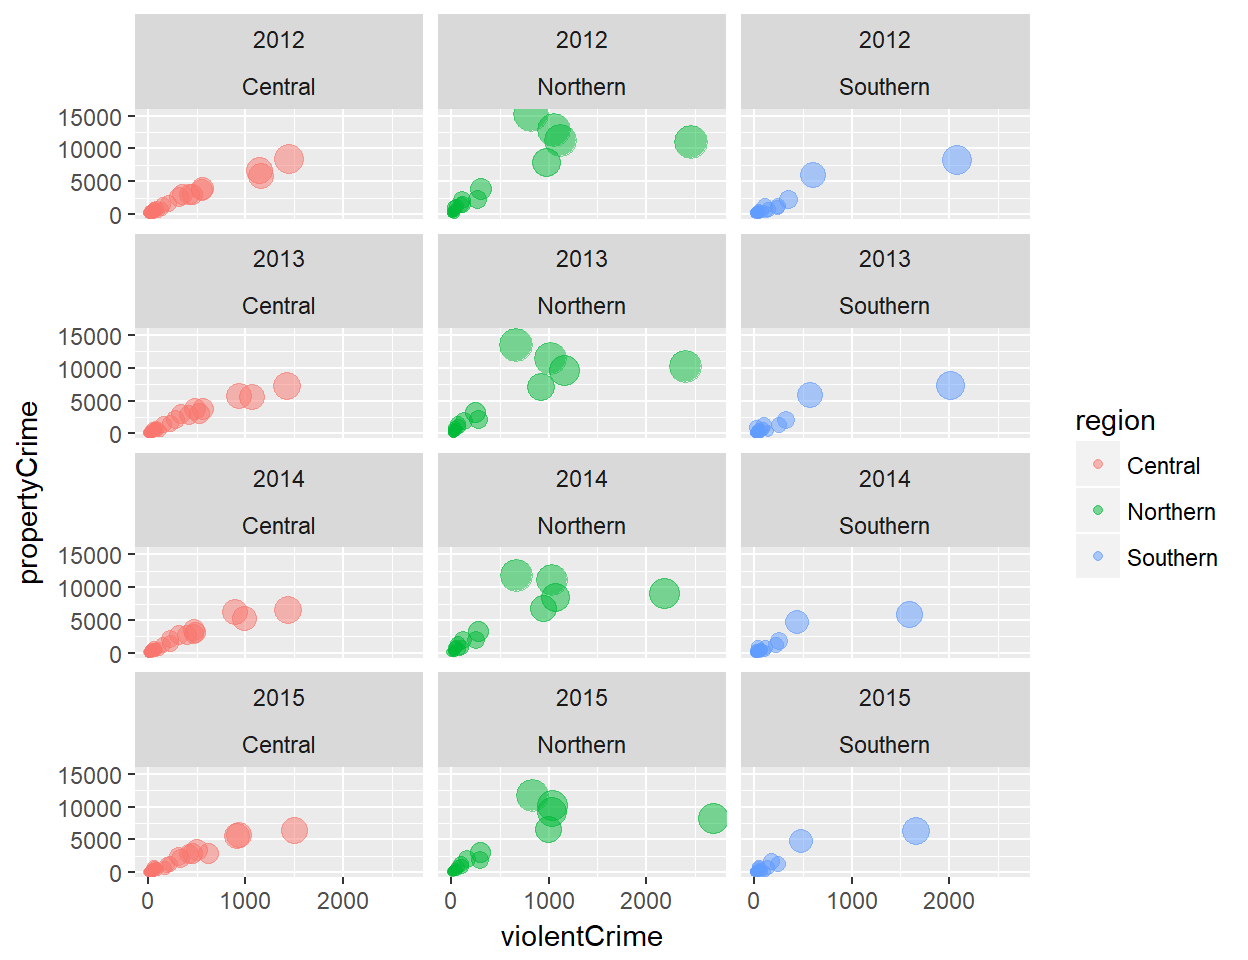 2012 2012 2012
Central Northern Southern
15000
10000
5000
0
2013 2013 2013
Central Northern Southern
15000
10000
5000
0
2014 2014 2014
Central Northern Southern
15000
10000
5000
0
2015 2015 2015
Central Northern Southern
15000
10000
5000
0
0 1000 2000 0 1000 2000 0 1000 2000
violentCrime
propertyCrime
region
Central
Northern
Southern